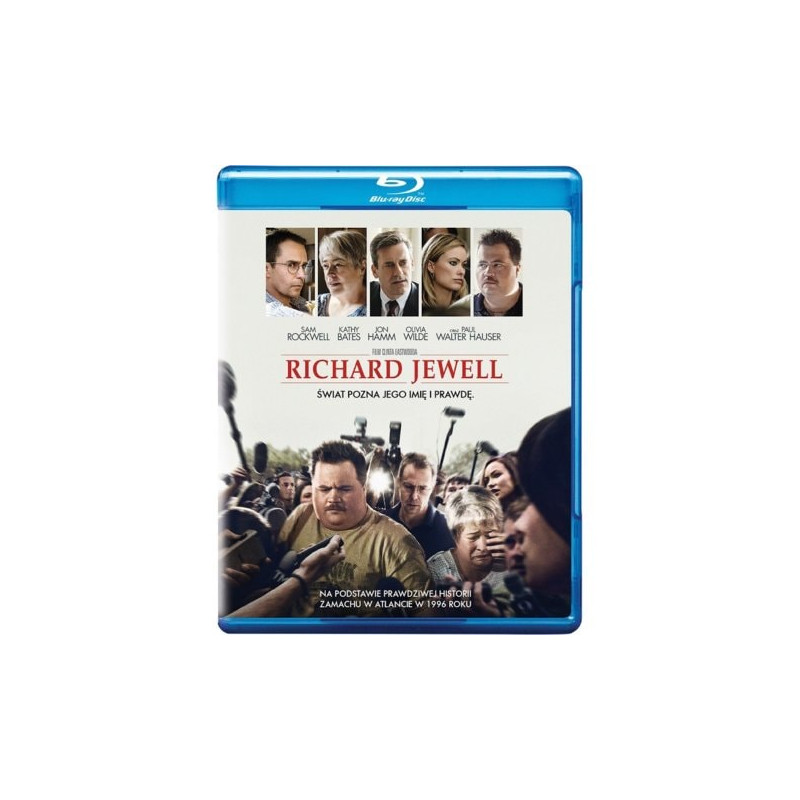 Blu-ray Disc
SAM KATHY JON OLIVIA ORAZ PAUL
ROCKWELL BATES HAMM WILDE WALTER HAUSER
FILM CLINTA EASTWOODA
RICHARD JEWELL
ŚWIAT POZNA JEGO IMIĘ I PRAWDĘ.
NA PODSTAWIE PRAWDZIWEJ HISTORII
ZAMACHU W ATLANCIE W 1996 ROKU